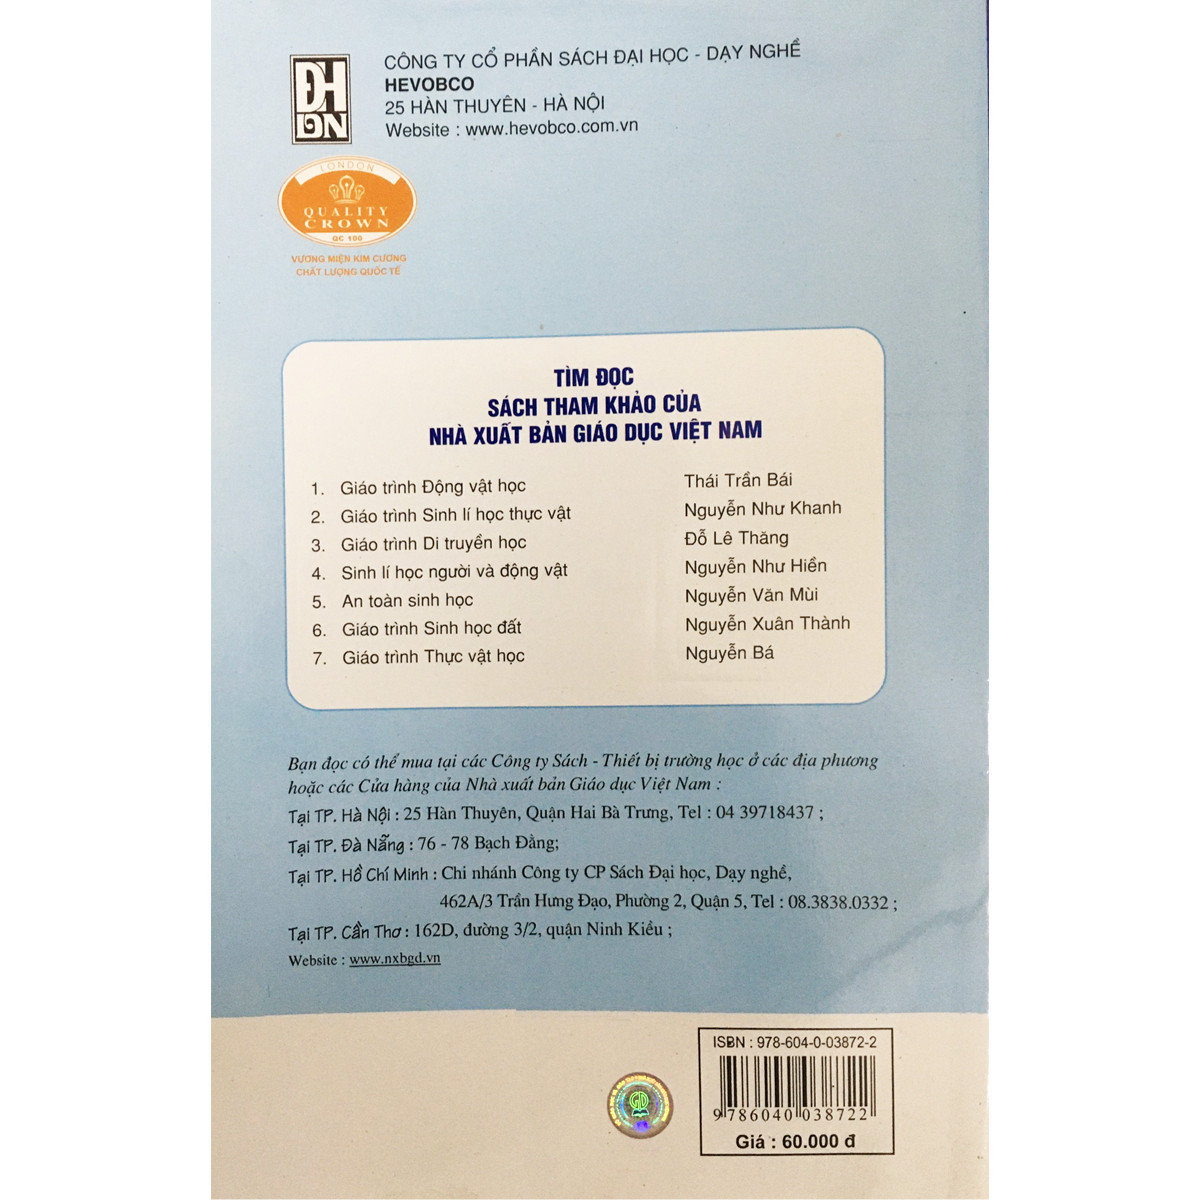 CÔNG TY CỔ PHẦN SÁCH ĐẠI HỌC - DẠY NGHỀ
HEVOBCO
25 HÀN THUYÊN - HÀ NỘI
Website : www.hevobco.com.vn
LONDON
QUALITY
CROWN
QC 100
VƯƠNG MIỆN KIM CƯƠNG
CHẤT LƯỢNG QUỐC TẾ
TÌM ĐỌC
SÁCH THAM KHẢO CỦA
NHÀ XUẤT BẢN GIÁO DỤC VIỆT NAM
1. Giáo trình Động vật học Thái Trần Bái
2. Giáo trình Sinh lí học thực vật Nguyễn Như Khanh
3. Giáo trình Di truyền học Đỗ Lê Thăng
4. Sinh lí học người và động vật Nguyễn Như Hiền
5. An toàn sinh học Nguyễn Văn Mùi
6. Giáo trình Sinh học đất Nguyễn Xuân Thành
7. Giáo trình Thực vật học Nguyễn Bá
Bạn đọc có thể mua tại các Công ty Sách - Thiết bị trường học ở các địa phương
hoặc các Cửa hàng của Nhà xuất bản Giáo dục Việt Nam :
Tại TP. Hà Nội : 25 Hàn Thuyên, Quận Hai Bà Trưng, Tel : 04 39718437 ;
Tại TP. Đà Nẵng : 76 - 78 Bạch Đằng;
Tại TP. Hồ Chí Minh : Chi nhánh Công ty CP Sách Đại học, Dạy nghề,
462A/3 Trần Hưng Đạo, Phường 2, Quận 5, Tel : 08.3838.0332 ;
Tại TP. Cần Thơ : 162D, đường 3/2, quận Ninh Kiều ;
Website : www.nxbgd.vn
ISBN : 978-604-0-03872-2
9 786040 038722
Giá : 60.000 đ